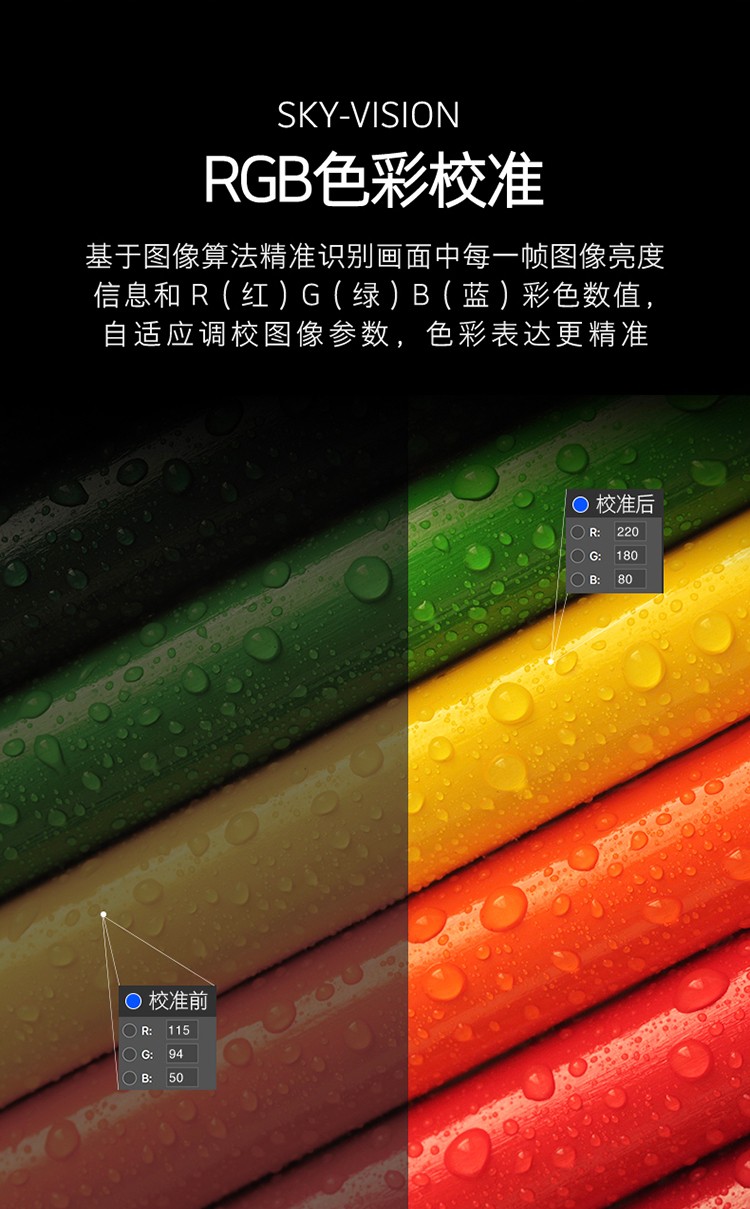 SKY-VISION
RGB色彩校准
基于图像算法精准识别画面中每一帧图像亮度
信息和 R（红）G（绿）B（蓝）彩色数值，
自适应调校图像参数，色彩表达更精准
校准后
R: 220
G: 180
B: 80
校准前
R: 115
G: 94
B: 50